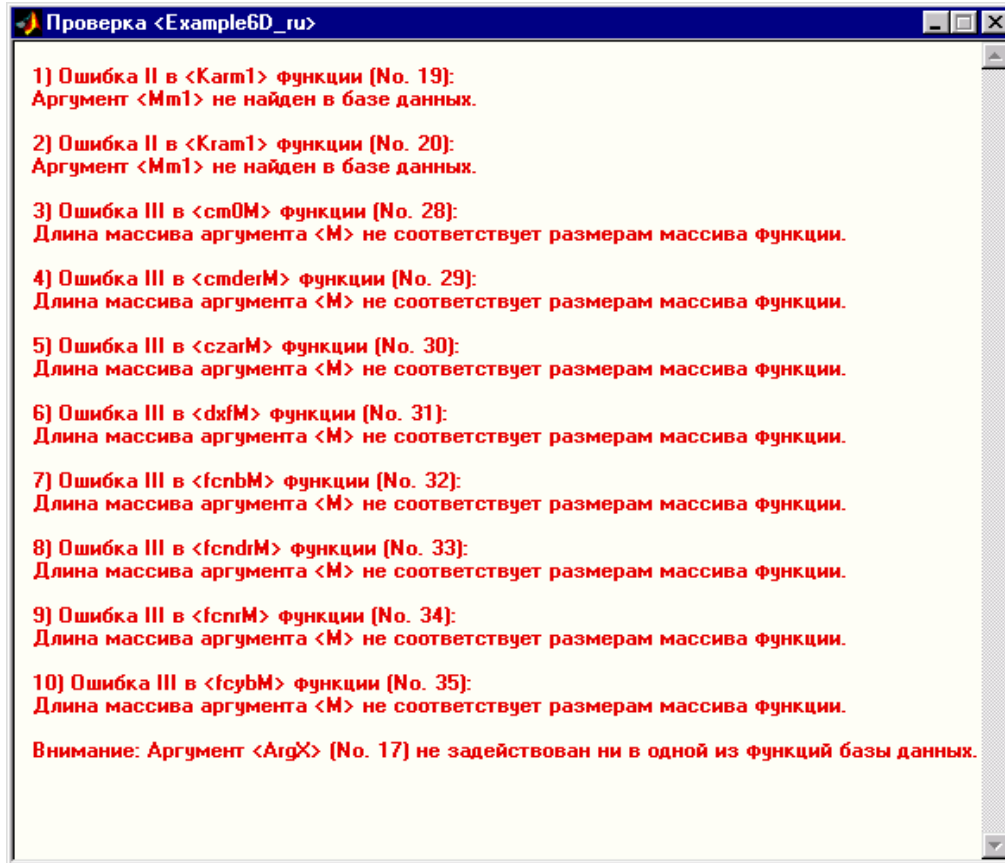 Проверка <Example6D_ru>
1) Ошибка II в <Karm1> функции (No. 19):
Аргумент <Mm1> не найден в базе данных.
2) Ошибка II в <Kram1> функции (No. 20):
Аргумент <Mm1> не найден в базе данных.
3) Ошибка III в <cm0M> функции (No. 28):
Длина массива аргумента <M> не соответствует размерам массива функции.
4) Ошибка III в <cmderM> функции (No. 29):
Длина массива аргумента <M> не соответствует размерам массива функции.
5) Ошибка III в <czarM> функции (No. 30):
Длина массива аргумента <M> не соответствует размерам массива функции.
6) Ошибка III в <dxfM> функции (No. 31):
Длина массива аргумента <M> не соответствует размерам массива функции.
7) Ошибка III в <fcnbM> функции (No. 32):
Длина массива аргумента <M> не соответствует размерам массива функции.
8) Ошибка III в <fcndrM> функции (No. 33):
Длина массива аргумента <M> не соответствует размерам массива функции.
9) Ошибка III в <fcnrM> функции (No. 34):
Длина массива аргумента <M> не соответствует размерам массива функции.
10) Ошибка III в <fcybM> функции (No. 35):
Длина массива аргумента <M> не соответствует размерам массива функции.
Внимание: Аргумент <ArgX> (No. 17) не задействован ни в одной из функций базы данных.